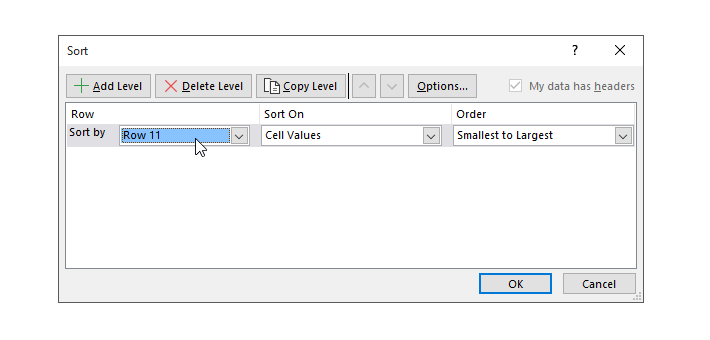 Sort ?
Add Level Delete Level Copy Level Options... My data has headers
Row Sort On Order
Sort by Row 11 Cell Values Smallest to Largest
OK Cancel